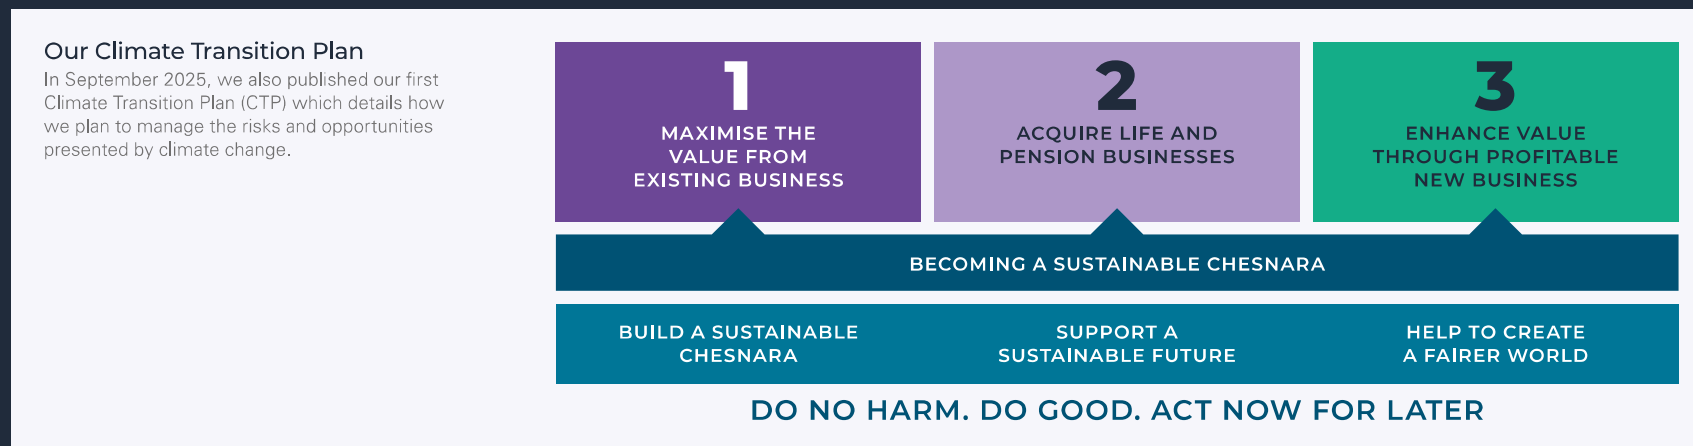 Our Climate Transition Plan
In September 2025, we also published our first
Climate Transition Plan (CTP) which details how
we plan to manage the risks and opportunities
presented by climate change.
1
MAXIMISE THE
VALUE FROM
EXISTING BUSINESS
2
ACQUIRE LIFE AND
PENSION BUSINESSES
3
ENHANCE VALUE
THROUGH PROFITABLE
NEW BUSINESS
BECOMING A SUSTAINABLE CHESNARA
BUILD A SUSTAINABLE
CHESNARA
SUPPORT A
SUSTAINABLE FUTURE
HELP TO CREATE
A FAIRER WORLD
DO NO HARM. DO GOOD. ACT NOW FOR LATER